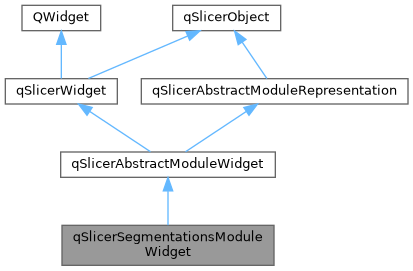 QWidget
qSlicerObject
qSlicerWidget
qSlicerAbstractModuleRepresentation
qSlicerAbstractModuleWidget
qSlicerSegmentationsModule
Widget